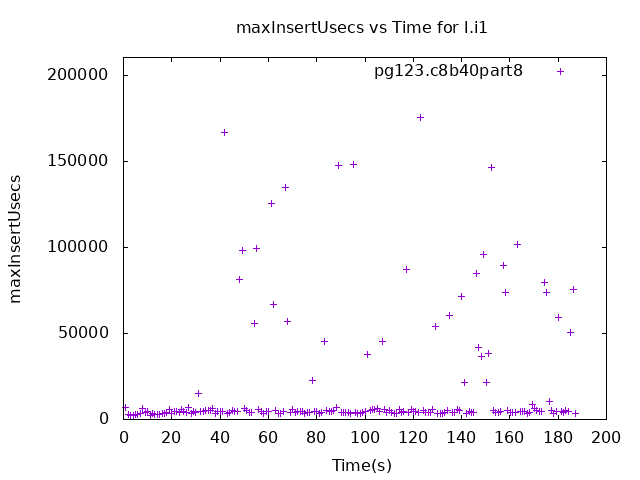 maxInsertUsecs vs Time for I.i1
pg123.c8b40part8
200000
150000
100000
50000
0
maxInsertUsecs
0 20 40 60 80 100 120 140 160 180 200
Time(s)